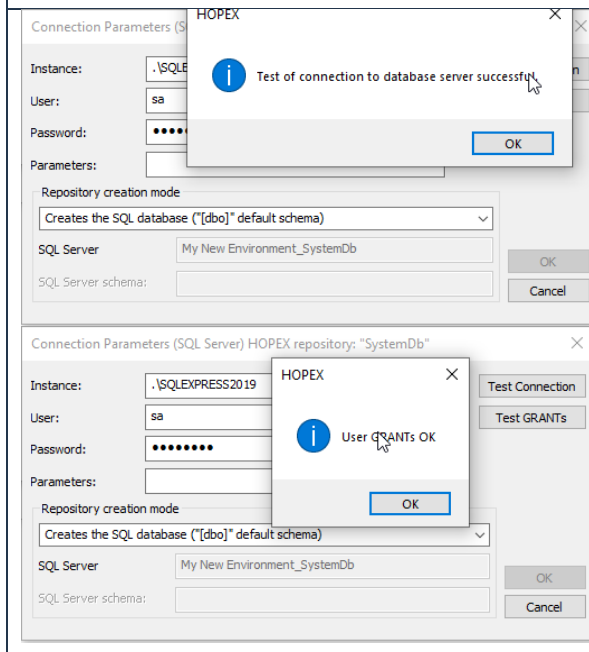 HOPEX
Connection Parameters (S
Test of connection to database server successful.
OK
Instance: .\SQLE n
User: sa
Password: ●●●●●
Parameters:
Repository creation mode
Creates the SQL database ("[dbo]" default schema)
SQL Server My New Environment_SystemDb
SQL Server schema:
OK
Cancel
Connection Parameters (SQL Server) HOPEX repository: "SystemDb"
HOPEX
User GRANTs OK
OK
Instance: .\SQLEXPRESS2019 Test Connection
User: sa Test GRANTs
Password: ●●●●●●●●
Parameters:
Repository creation mode
Creates the SQL database ("[dbo]" default schema)
SQL Server My New Environment_SystemDb
SQL Server schema:
OK
Cancel